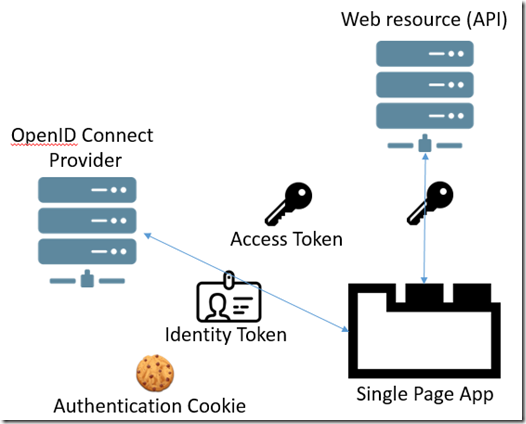 Web resource (API)
OpenID Connect
Provider
Access Token
Identity Token
Single Page App
Authentication Cookie